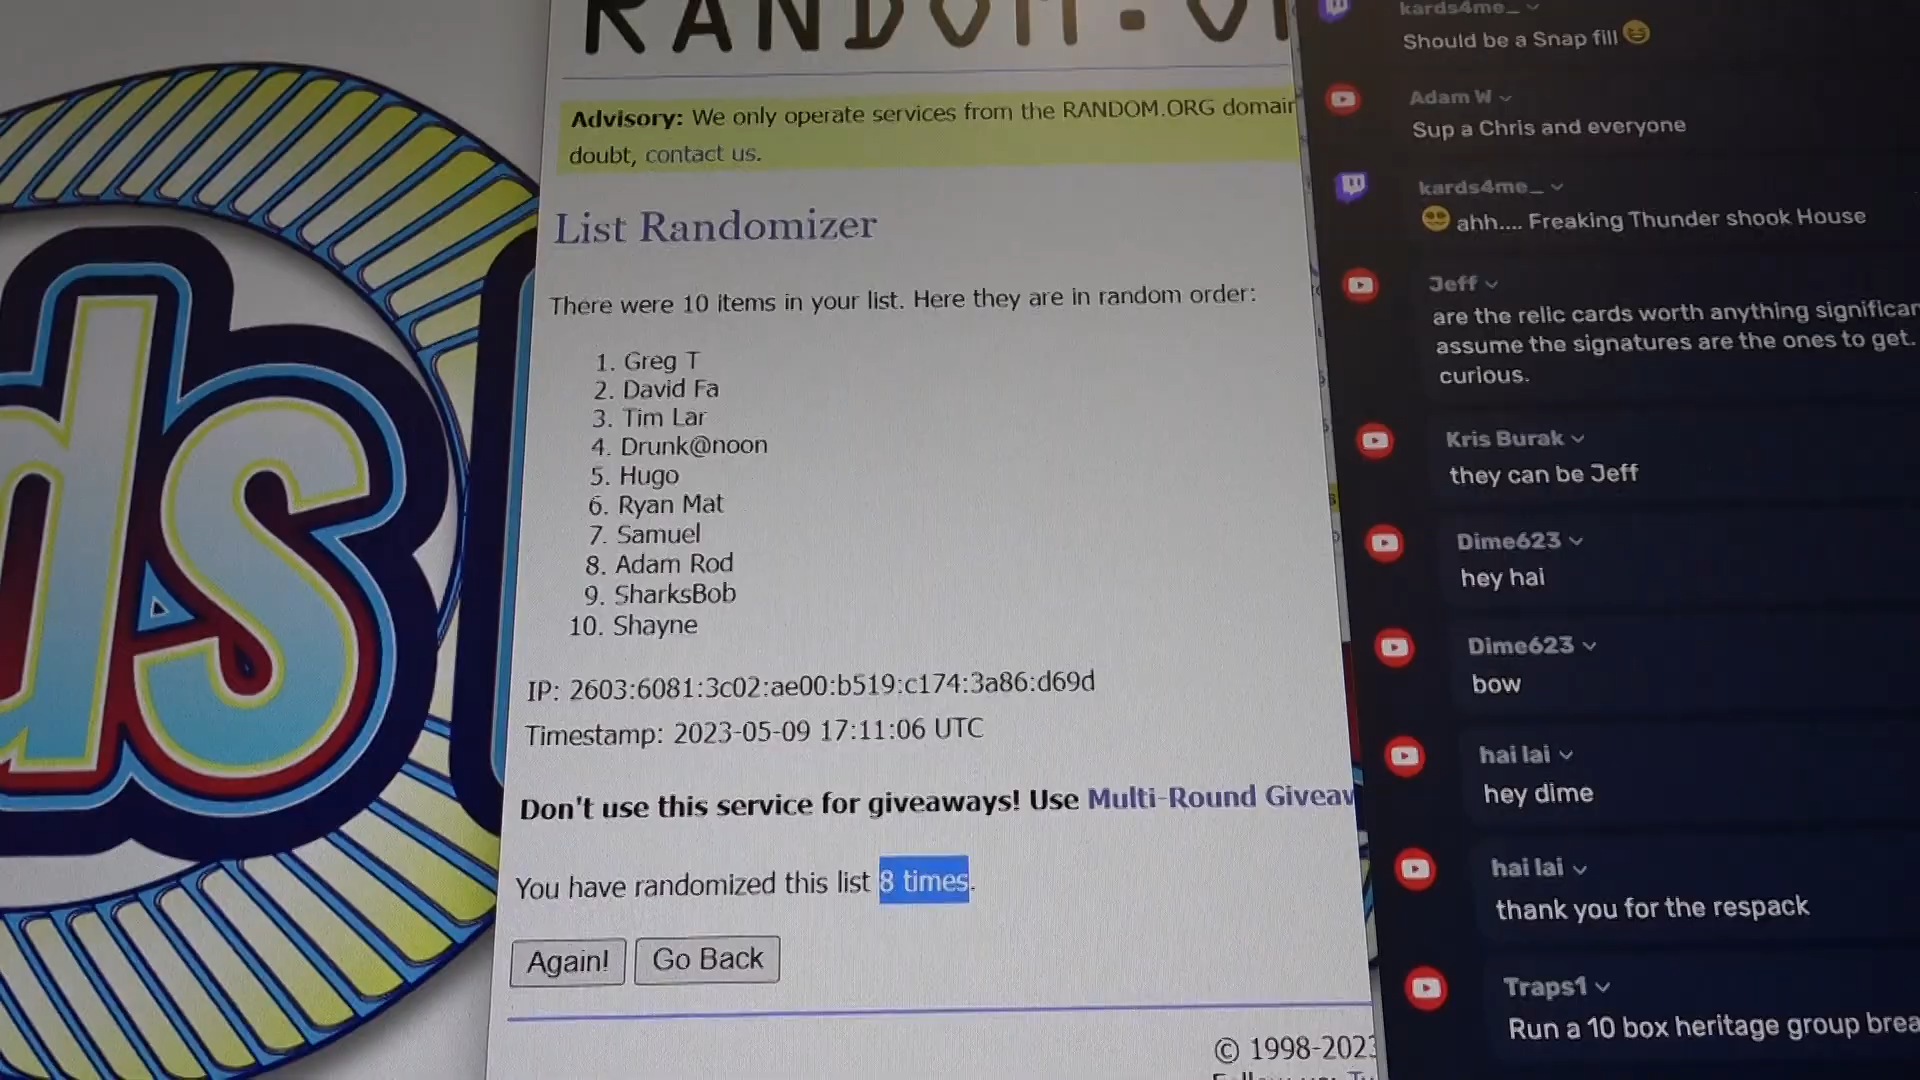 RANDOM.O
Advisory: We only operate services from the RANDOM.ORG domain
doubt, contact us.
List Randomizer
There were 10 items in your list. Here they are in random order:
1. Greg T
2. David Fa
3. Tim Lar
4. Drunk@noon
5. Hugo
6. Ryan Mat
7. Samuel
8. Adam Rod
9. SharksBob
10. Shayne
IP: 2603:6081:3c02:ae00:b519:c174:3a86:d69d
Timestamp: 2023-05-09 17:11:06 UTC
Don't use this service for giveaways! Use Multi-Round Giveaw
You have randomized this list 8 times.
Again! Go Back
© 1998-2023
ds
kards4me_
Should be a Snap fill
Adam W
Sup a Chris and everyone
kards4me_
ahh.... Freaking Thunder shook House
Jeff
are the relic cards worth anything significan
assume the signatures are the ones to get.
curious.
Kris Burak
they can be Jeff
Dime623
hey hai
Dime623
bow
hai lai
hey dime
hai lai
thank you for the respack
Traps1
Run a 10 box heritage group brea